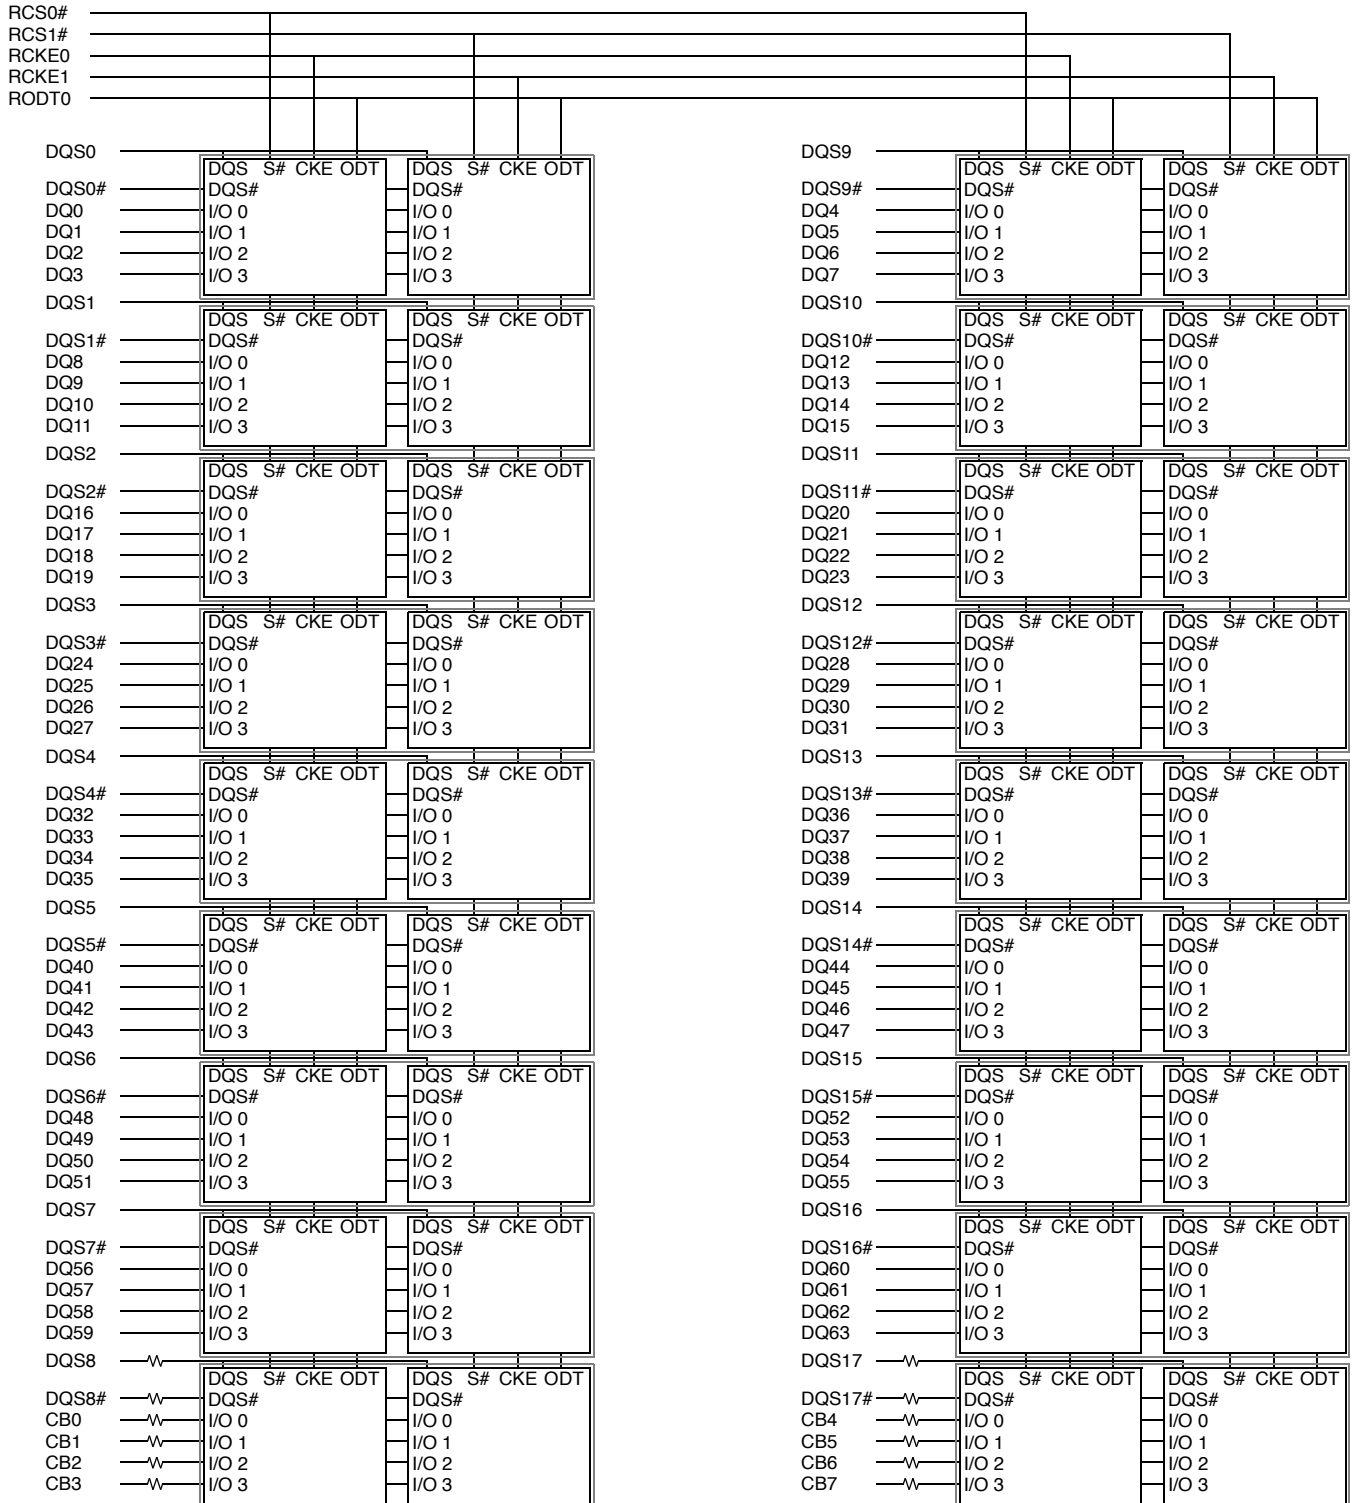 RCS0#
RCS1#
RCKE0
RCKE1
RODT0
DQS0 DQS9
DQS S# CKE ODT DQS S# CKE ODT DQS S# CKE ODT DQS S# CKE ODT
DQS0# DQS# DQS# DQS9# DQS# DQS#
DQ0 I/O 0 I/O 0 DQ4 I/O 0 I/O 0
DQ1 I/O 1 I/O 1 DQ5 I/O 1 I/O 1
DQ2 I/O 2 I/O 2 DQ6 I/O 2 I/O 2
DQ3 I/O 3 I/O 3 DQ7 I/O 3 I/O 3
DQS1 DQS10
DQS S# CKE ODT DQS S# CKE ODT DQS S# CKE ODT DQS S# CKE ODT
DQS1# DQS# DQS# DQS10# DQS# DQS#
DQ8 I/O 0 I/O 0 DQ12 I/O 0 I/O 0
DQ9 I/O 1 I/O 1 DQ13 I/O 1 I/O 1
DQ10 I/O 2 I/O 2 DQ14 I/O 2 I/O 2
DQ11 I/O 3 I/O 3 DQ15 I/O 3 I/O 3
DQS2 DQS11
DQS S# CKE ODT DQS S# CKE ODT DQS S# CKE ODT DQS S# CKE ODT
DQS2# DQS# DQS# DQS11# DQS# DQS#
DQ16 I/O 0 I/O 0 DQ20 I/O 0 I/O 0
DQ17 I/O 1 I/O 1 DQ21 I/O 1 I/O 1
DQ18 I/O 2 I/O 2 DQ22 I/O 2 I/O 2
DQ19 I/O 3 I/O 3 DQ23 I/O 3 I/O 3
DQS3 DQS12
DQS S# CKE ODT DQS S# CKE ODT DQS S# CKE ODT DQS S# CKE ODT
DQS3# DQS# DQS# DQS12# DQS# DQS#
DQ24 I/O 0 I/O 0 DQ28 I/O 0 I/O 0
DQ25 I/O 1 I/O 1 DQ29 I/O 1 I/O 1
DQ26 I/O 2 I/O 2 DQ30 I/O 2 I/O 2
DQ27 I/O 3 I/O 3 DQ31 I/O 3 I/O 3
DQS4 DQS13
DQS S# CKE ODT DQS S# CKE ODT DQS S# CKE ODT DQS S# CKE ODT
DQS4# DQS# DQS# DQS13# DQS# DQS#
DQ32 I/O 0 I/O 0 DQ36 I/O 0 I/O 0
DQ33 I/O 1 I/O 1 DQ37 I/O 1 I/O 1
DQ34 I/O 2 I/O 2 DQ38 I/O 2 I/O 2
DQ35 I/O 3 I/O 3 DQ39 I/O 3 I/O 3
DQS5 DQS14
DQS S# CKE ODT DQS S# CKE ODT DQS S# CKE ODT DQS S# CKE ODT
DQS5# DQS# DQS# DQS14# DQS# DQS#
DQ40 I/O 0 I/O 0 DQ44 I/O 0 I/O 0
DQ41 I/O 1 I/O 1 DQ45 I/O 1 I/O 1
DQ42 I/O 2 I/O 2 DQ46 I/O 2 I/O 2
DQ43 I/O 3 I/O 3 DQ47 I/O 3 I/O 3
DQS6 DQS15
DQS S# CKE ODT DQS S# CKE ODT DQS S# CKE ODT DQS S# CKE ODT
DQS6# DQS# DQS# DQS15# DQS# DQS#
DQ48 I/O 0 I/O 0 DQ52 I/O 0 I/O 0
DQ49 I/O 1 I/O 1 DQ53 I/O 1 I/O 1
DQ50 I/O 2 I/O 2 DQ54 I/O 2 I/O 2
DQ51 I/O 3 I/O 3 DQ55 I/O 3 I/O 3
DQS7 DQS16
DQS S# CKE ODT DQS S# CKE ODT DQS S# CKE ODT DQS S# CKE ODT
DQS7# DQS# DQS# DQS16# DQS# DQS#
DQ56 I/O 0 I/O 0 DQ60 I/O 0 I/O 0
DQ57 I/O 1 I/O 1 DQ61 I/O 1 I/O 1
DQ58 I/O 2 I/O 2 DQ62 I/O 2 I/O 2
DQ59 I/O 3 I/O 3 DQ63 I/O 3 I/O 3
DQS8 DQS17
DQS S# CKE ODT DQS S# CKE ODT DQS S# CKE ODT DQS S# CKE ODT
DQS8# DQS# DQS# DQS17# DQS# DQS#
CB0 I/O 0 I/O 0 CB4 I/O 0 I/O 0
CB1 I/O 1 I/O 1 CB5 I/O 1 I/O 1
CB2 I/O 2 I/O 2 CB6 I/O 2 I/O 2
CB3 I/O 3 I/O 3 CB7 I/O 3 I/O 3